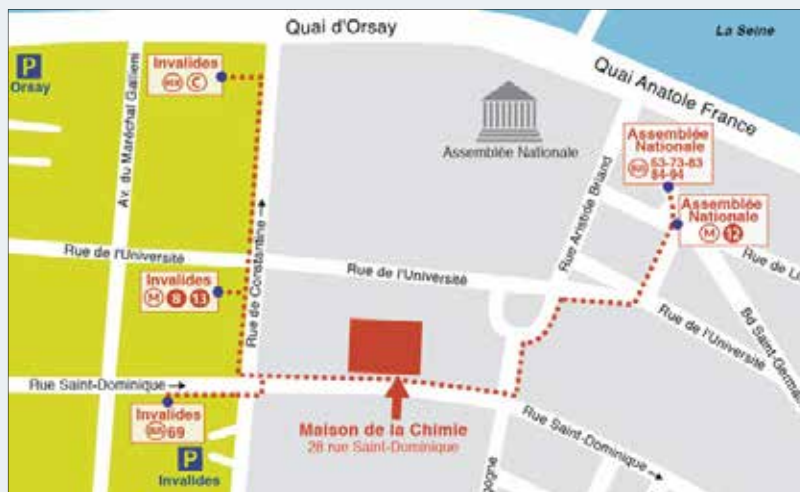 Quai d'Orsay
La Seine
Quai Anatole France
P
Orsay
Invalides
RER C
Av. du Maréchal Gallieni
Assemblée Nationale
Assemblée
Nationale
BUS 63-73-83
84-94
Assemblée
Nationale
M 12
Rue Aristide Briand
Rue de l'Université
Rue de Constantine →
Rue de l'Université
Rue de l'Université
Bd Saint-Germain
Invalides
M 8 13
Rue Saint-Dominique →
Invalides
BUS 69
P
Invalides
Maison de la Chimie
28 rue Saint-Dominique
Rue Saint-Dominique →